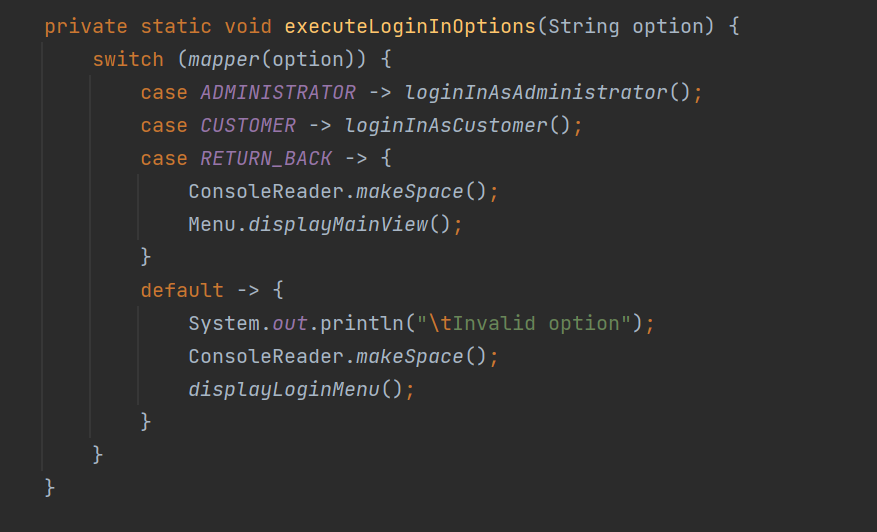 private static void executeLoginInOptions(String option) {
    switch (mapper(option)) {
        case ADMINISTRATOR -> loginInAsAdministrator();
        case CUSTOMER -> loginInAsCustomer();
        case RETURN_BACK -> {
            ConsoleReader.makeSpace();
            Menu.displayMainView();
        }
        default -> {
            System.out.println("\tInvalid option");
            ConsoleReader.makeSpace();
            displayLoginMenu();
        }
    }
}